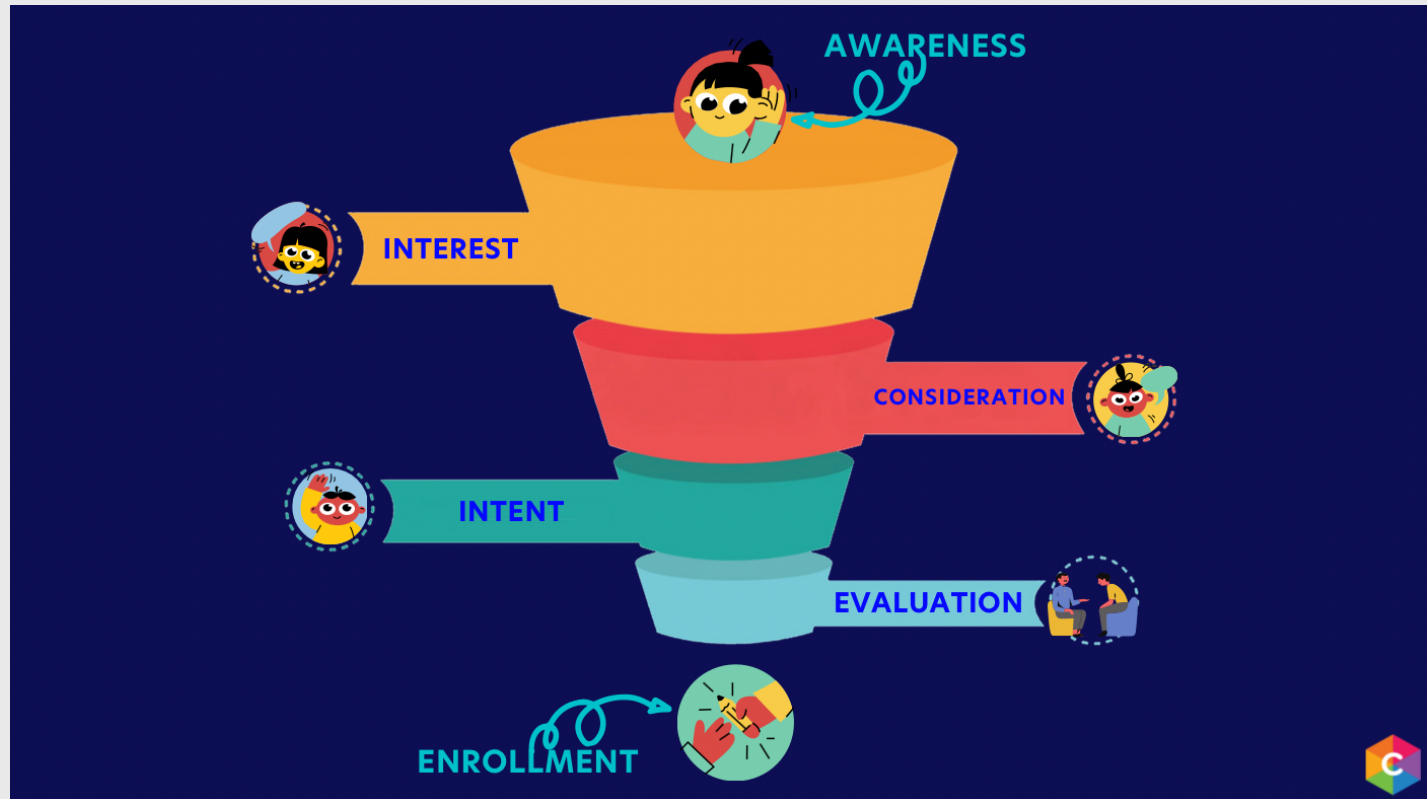 AWARENESS
INTEREST
CONSIDERATION
INTENT
EVALUATION
ENROLLMENT
C